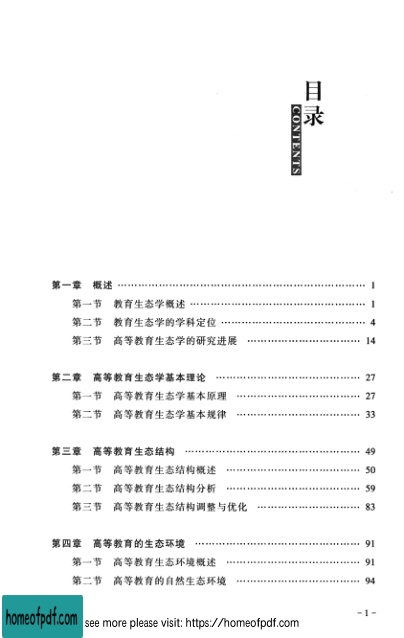 目录
CONTENTS
第一章 概述 ………………………………………………………… 1
第一节 教育生态学概述 ………………………………………… 1
第二节 教育生态学的学科定位 ………………………………… 4
第三节 高等教育生态学的研究进展 …………………………… 14
第二章 高等教育生态学基本理论 ……………………………… 27
第一节 高等教育生态学基本原理 ……………………………… 27
第二节 高等教育生态学基本规律 ……………………………… 33
第三章 高等教育生态结构 ……………………………………… 49
第一节 高等教育生态结构概述 ………………………………… 50
第二节 高等教育生态结构分析 ………………………………… 59
第三节 高等教育生态结构调整与优化 ………………………… 83
第四章 高等教育的生态环境 …………………………………… 91
第一节 高等教育生态环境概述 ………………………………… 91
第二节 高等教育的自然生态环境 ……………………………… 94
- 1 -
homeofpdf.com
see more please visit: https://homeofpdf.com